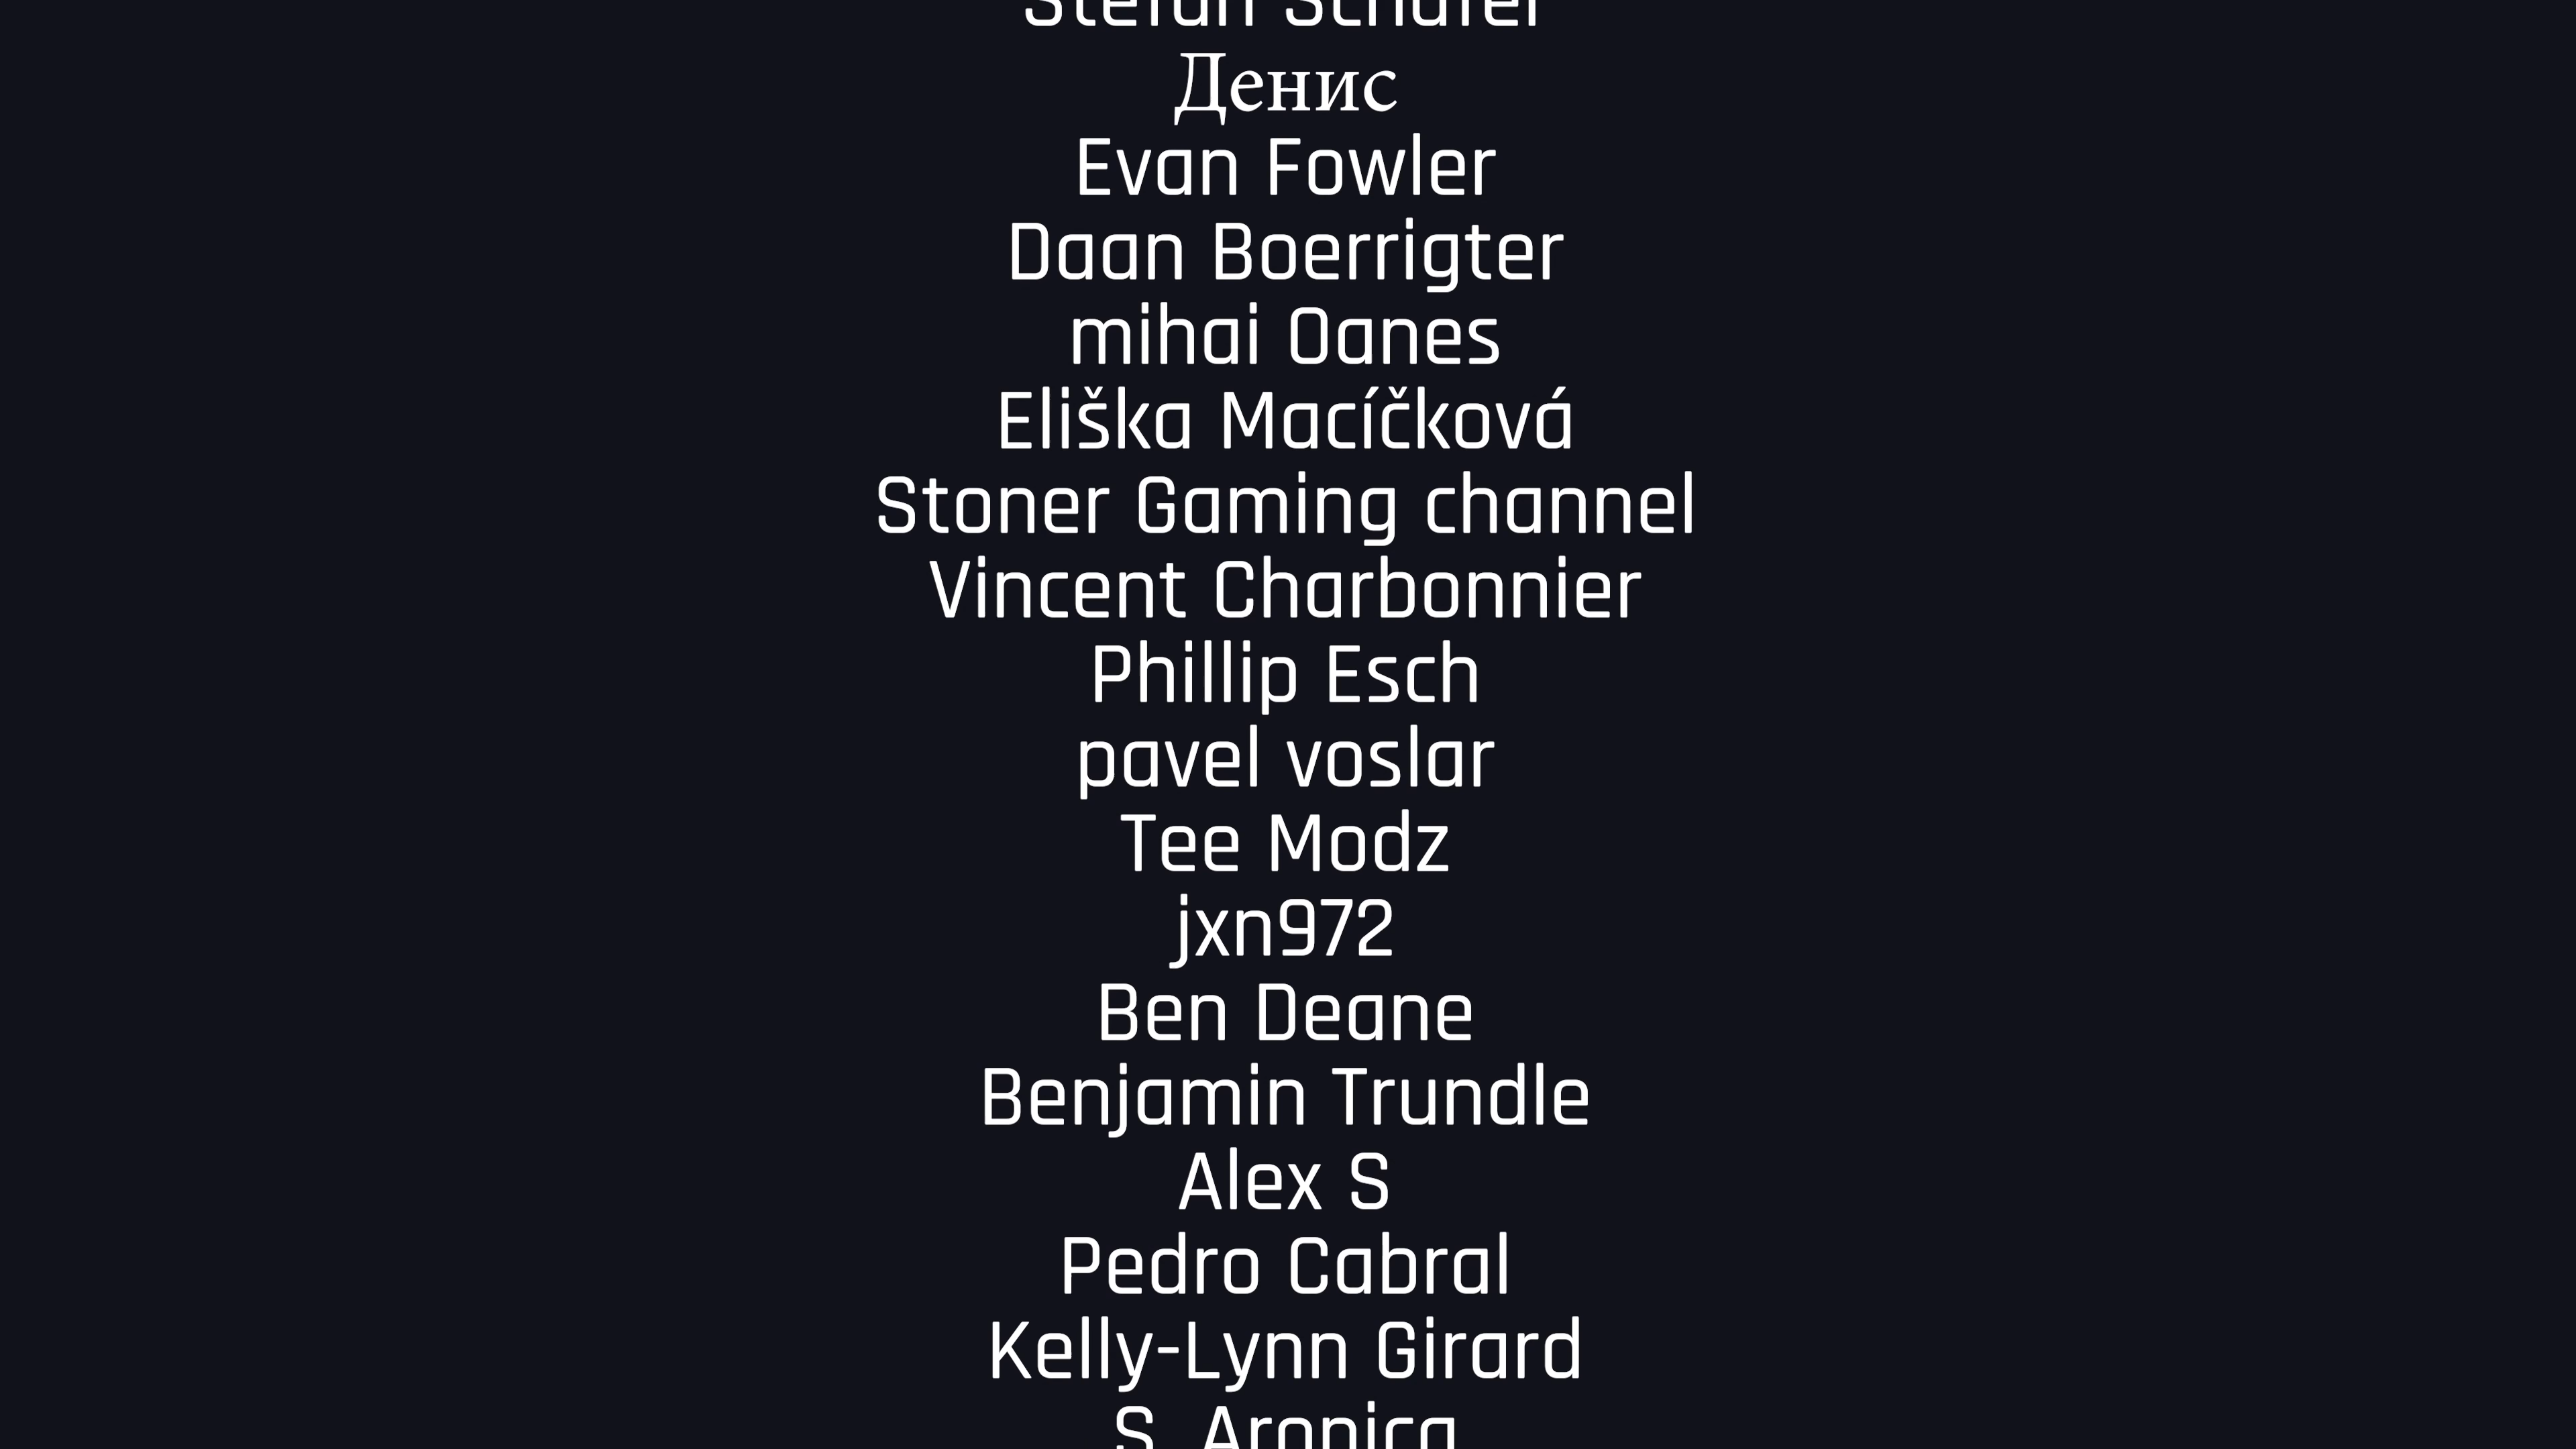 Денис
Evan Fowler
Daan Boerrigter
mihai Oanes
Eliška Macíčková
Stoner Gaming channel
Vincent Charbonnier
Phillip Esch
pavel voslar
Tee Modz
jxn972
Ben Deane
Benjamin Trundle
Alex S
Pedro Cabral
Kelly-Lynn Girard
S. Aronica